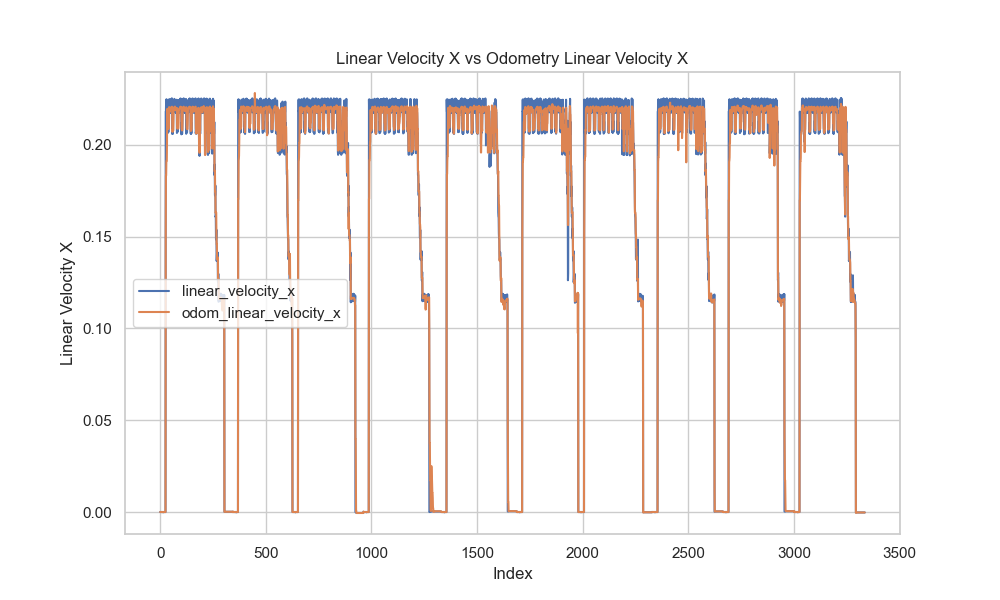 Linear Velocity X vs Odometry Linear Velocity X
0.20
0.15
0.10
0.05
0.00
Linear Velocity X
linear_velocity_x
odom_linear_velocity_x
0 500 1000 1500 2000 2500 3000 3500
Index